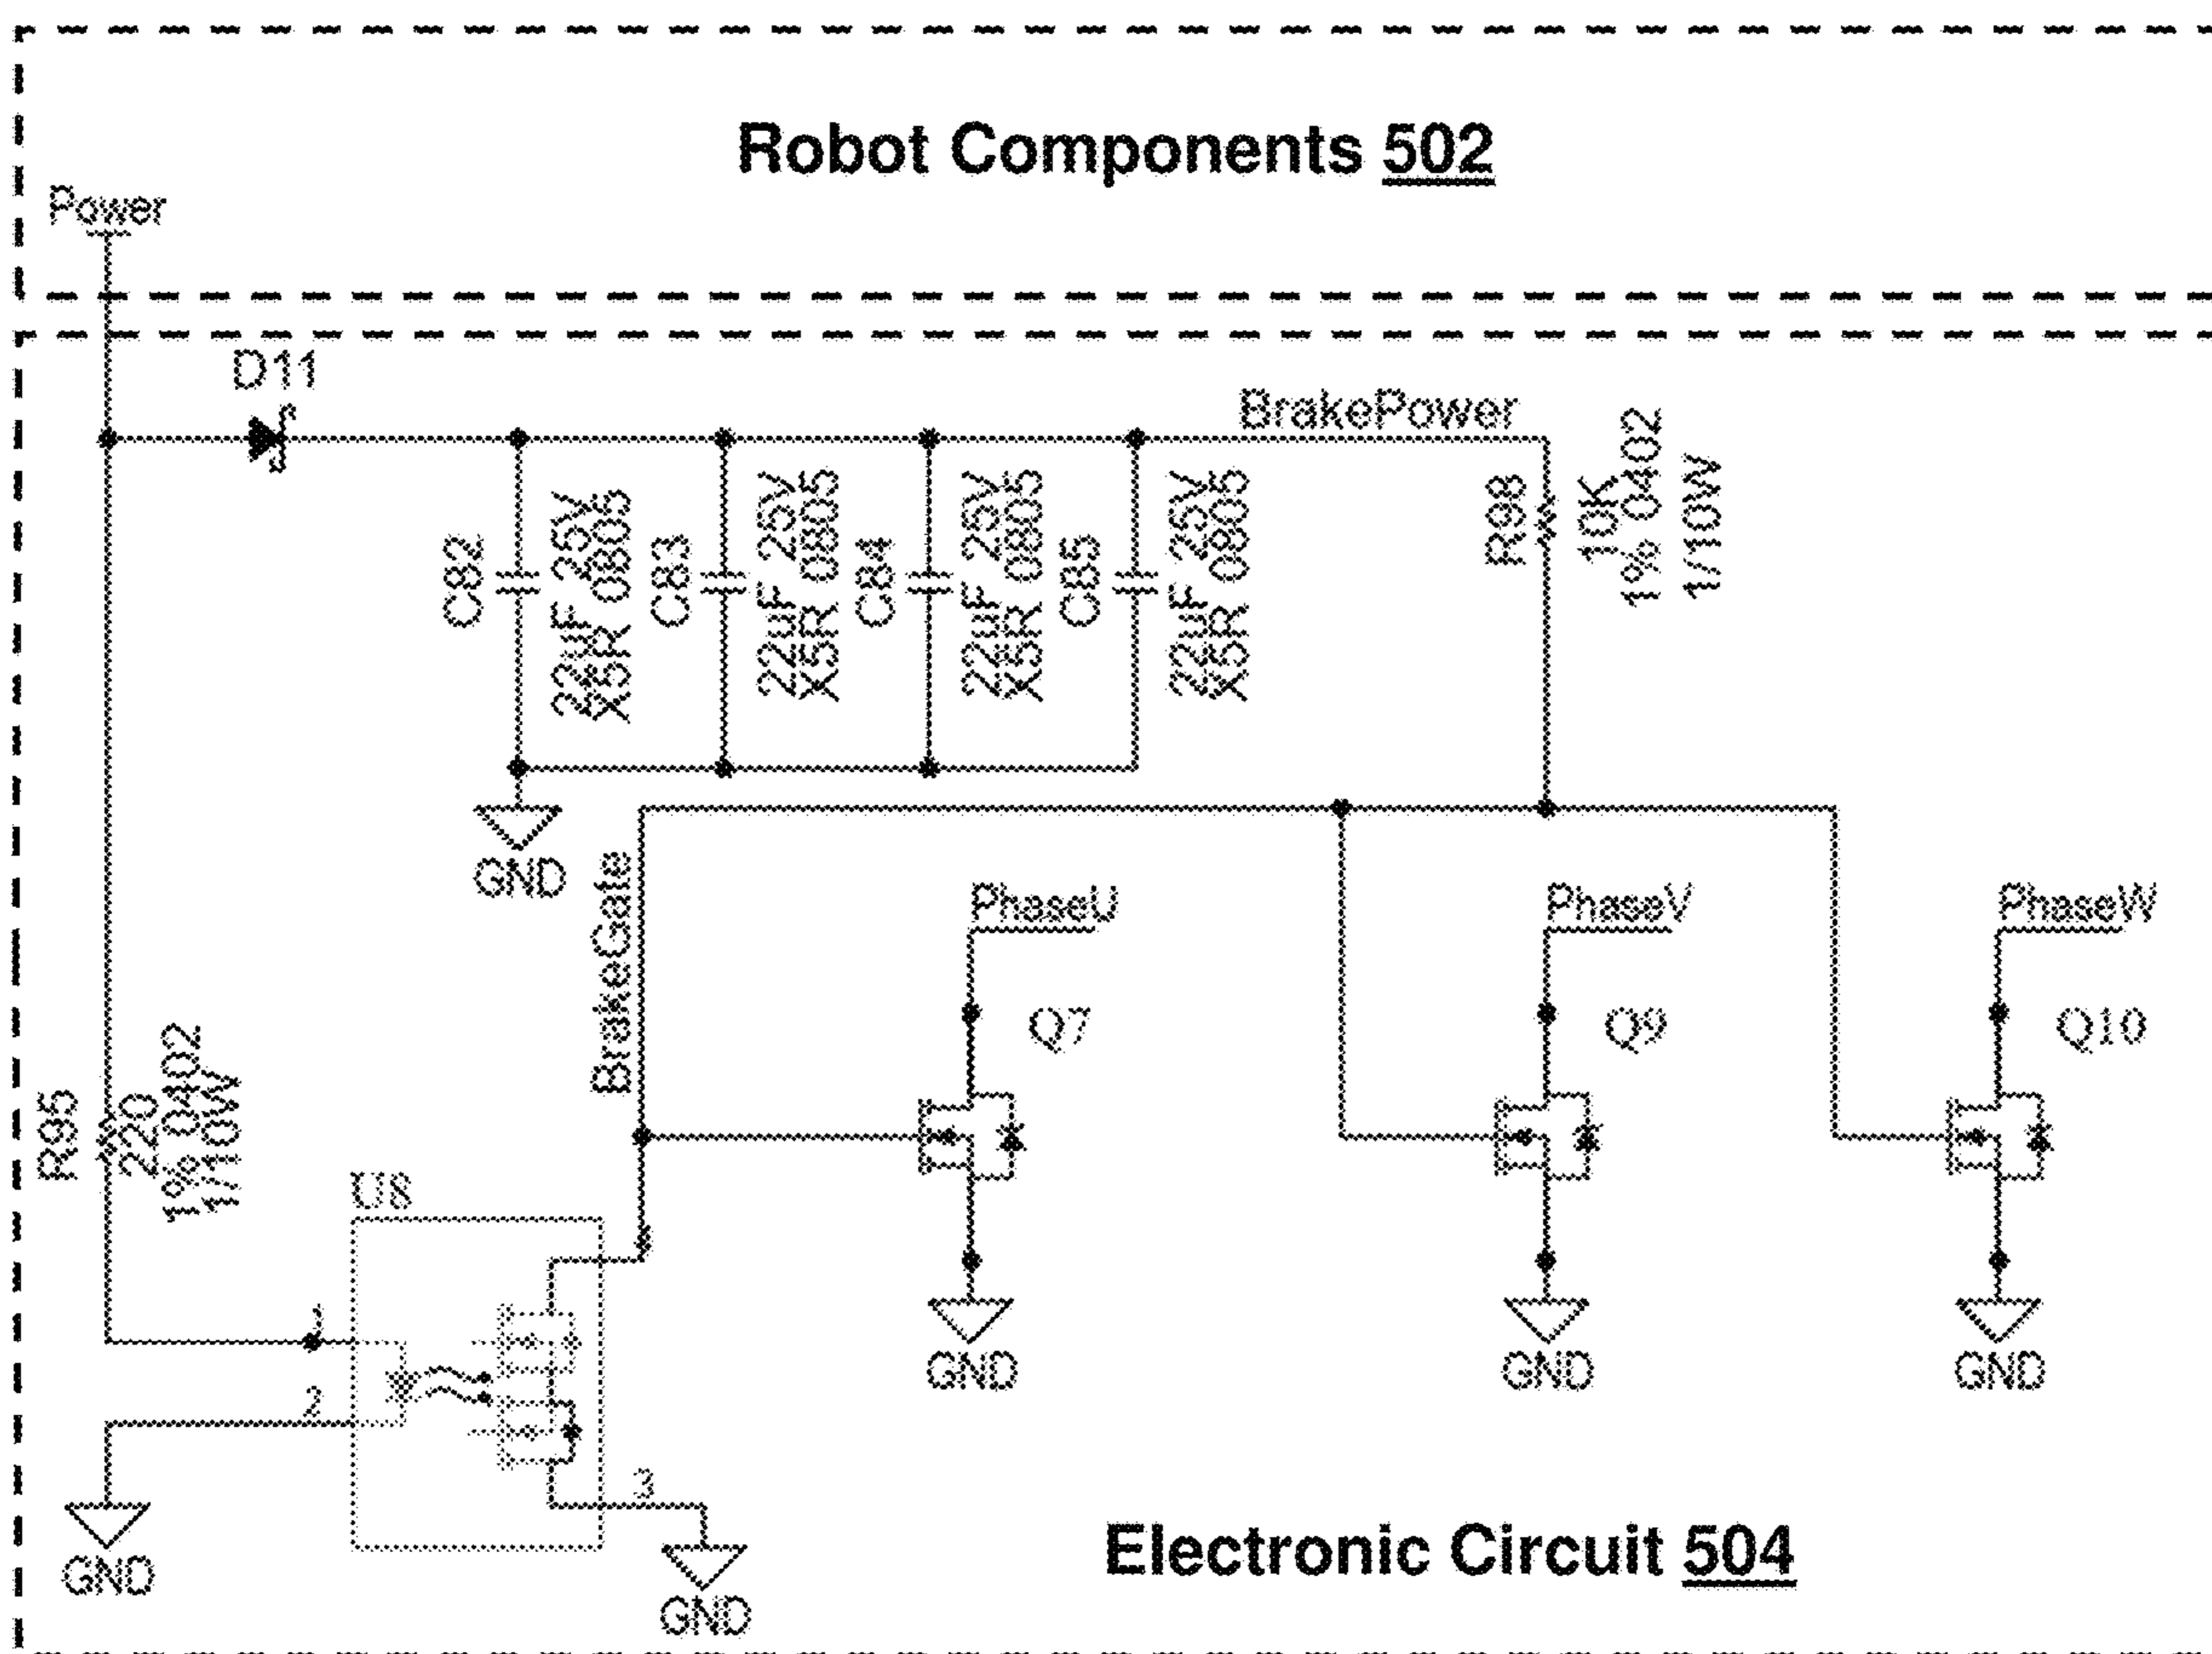 Robot Components 502
Power
D11
BrakePower
C82
22uF 25V
X5R 0805
C83
22uF 25V
X5R 0805
C84
22uF 25V
X5R 0805
C85
22uF 25V
X5R 0805
R98
10K
1% 0402
1/10W
GND
BrakeGate
PhaseU
PhaseV
PhaseW
Q7
Q9
Q10
R95
220
1% 0402
1/10W
U8
1
2
3
GND
GND
GND
GND
GND
Electronic Circuit 504